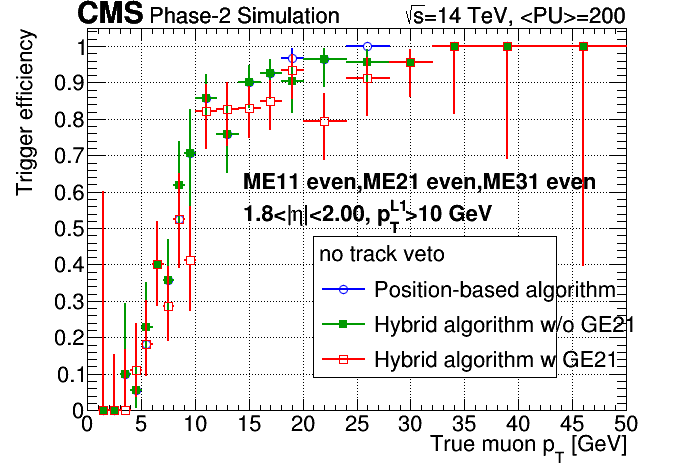 CMS Phase-2 Simulation √s=14 TeV, <PU>=200
Trigger efficiency
1
0.9
0.8
0.7
0.6
0.5
0.4
0.3
0.2
0.1
0
ME11 even,ME21 even,ME31 even
1.8<|η|<2.00, p_T^L1>10 GeV
no track veto
Position-based algorithm
Hybrid algorithm w/o GE21
Hybrid algorithm w GE21
0 5 10 15 20 25 30 35 40 45 50
True muon p_T [GeV]